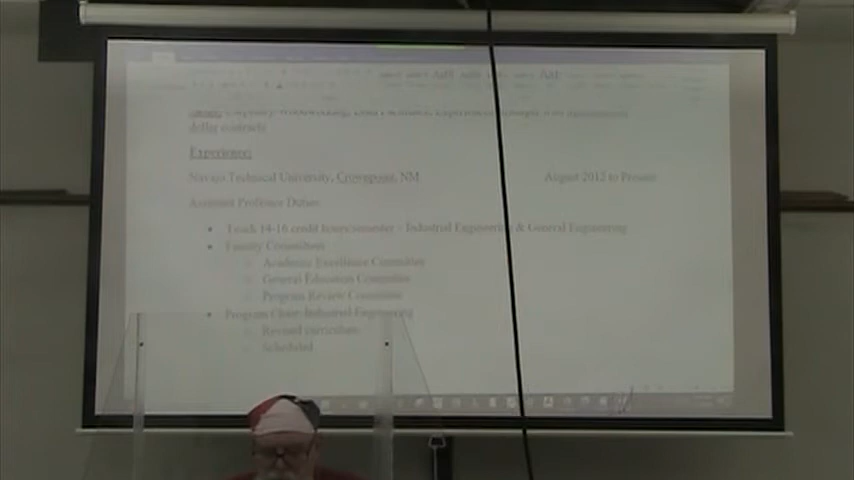 dollar contracts
Experience:
Navajo Technical University, Crownpoint, NM August 2012 to Present
Assistant Professor Duties
• Teach 14-16 credit hours/semester – Industrial Engineering & General Engineering
• Faculty Committees
○ Academic Excellence Committee
○ General Education Committee
○ Program Review Committee
• Program Chair: Industrial Engineering
○ Revised curriculum
○ Scheduled